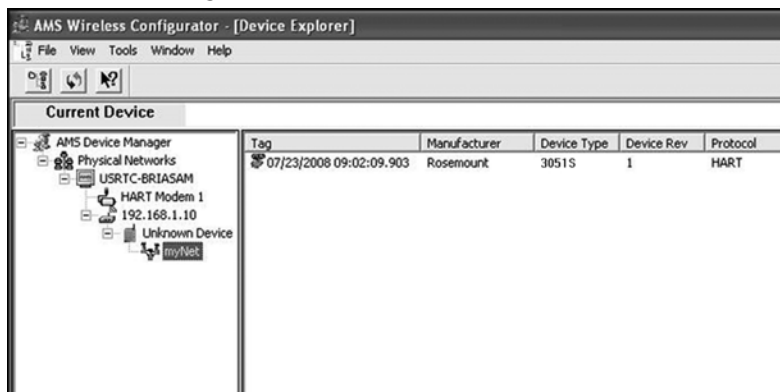 AMS Wireless Configurator - [Device Explorer]
File View Tools Window Help
Current Device
AMS Device Manager
Physical Networks
USRTC-BRIASAM
HART Modem 1
192.168.1.10
Unknown Device
myNet
Tag Manufacturer Device Type Device Rev Protocol
07/23/2008 09:02:09.903 Rosemount 3051S 1 HART